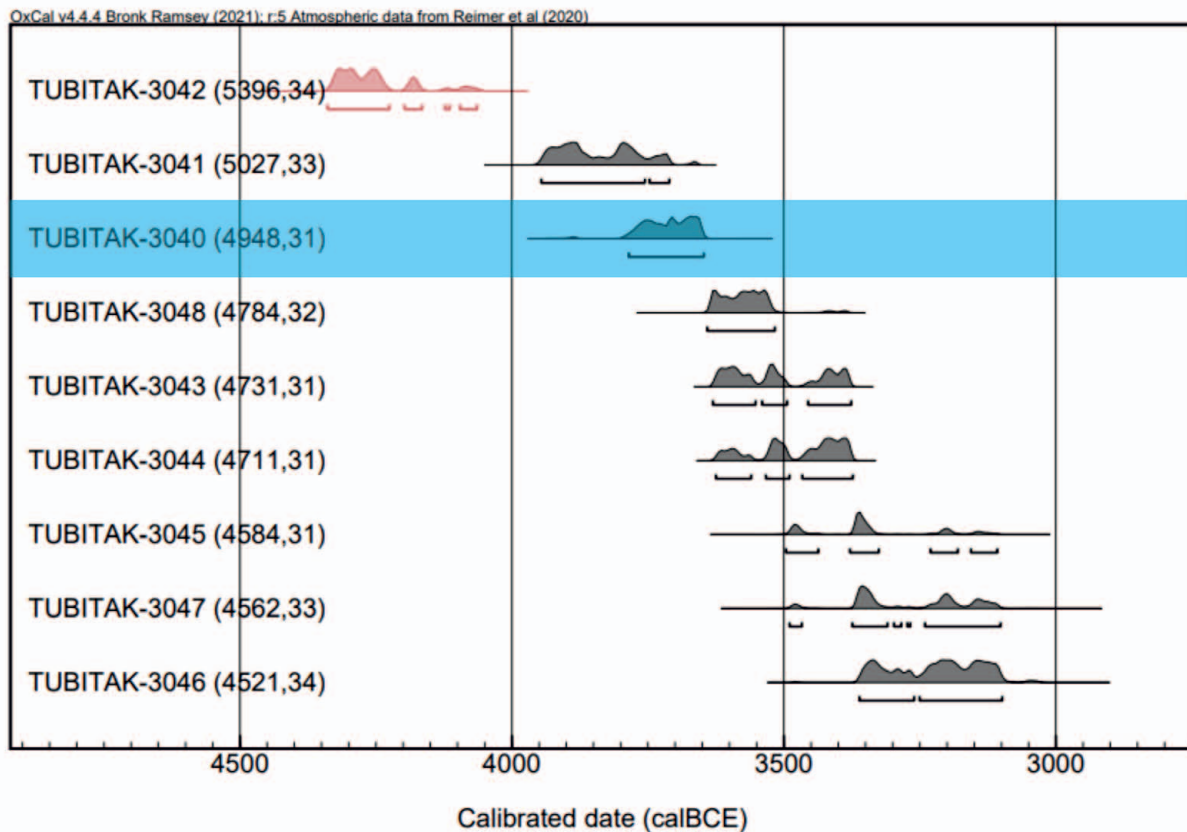 OxCal v4.4.4 Bronk Ramsey (2021); r:5 Atmospheric data from Reimer et al (2020)
TUBITAK-3042 (5396,34)
TUBITAK-3041 (5027,33)
TUBITAK-3040 (4948,31)
TUBITAK-3048 (4784,32)
TUBITAK-3043 (4731,31)
TUBITAK-3044 (4711,31)
TUBITAK-3045 (4584,31)
TUBITAK-3047 (4562,33)
TUBITAK-3046 (4521,34)
4500 4000 3500 3000
Calibrated date (calBCE)